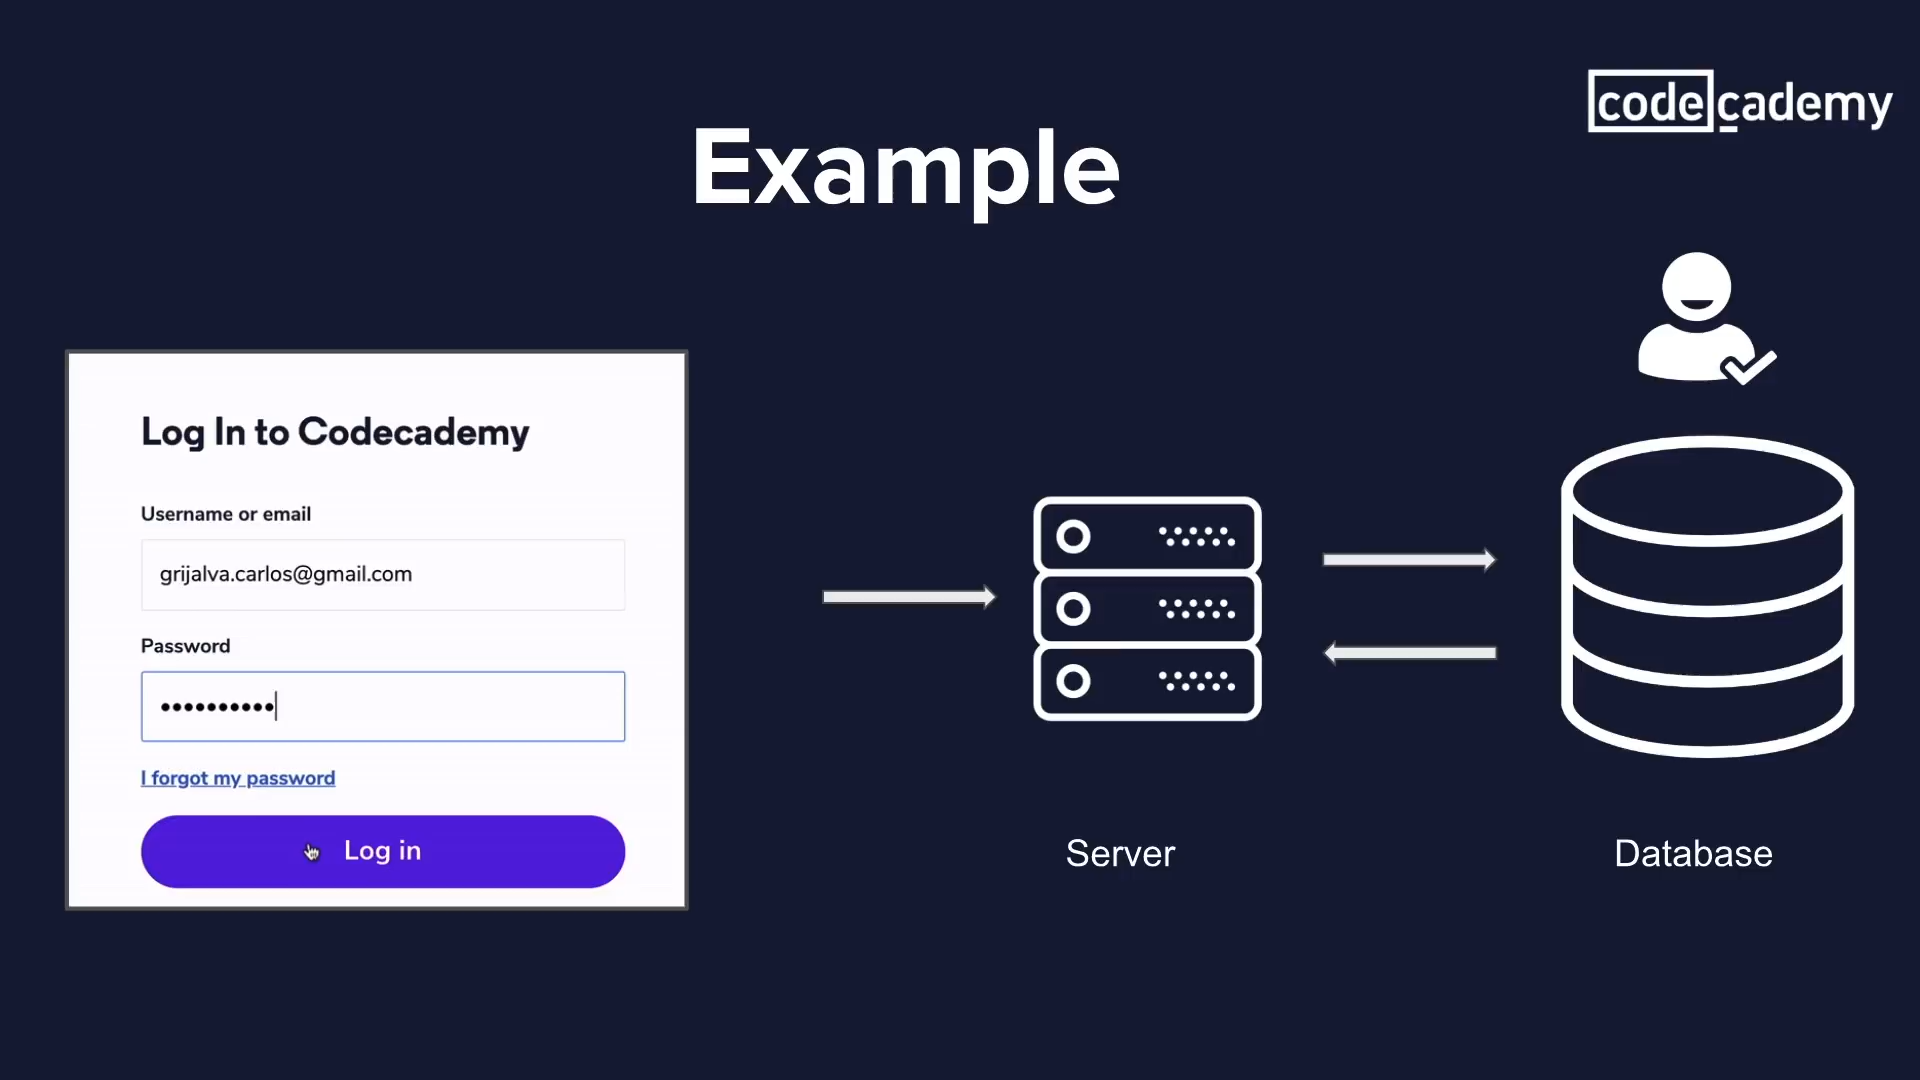 codecademy
Example
Log In to Codecademy
Username or email
grijalva.carlos@gmail.com
Password
••••••••••
I forgot my password
Log in
Server
Database